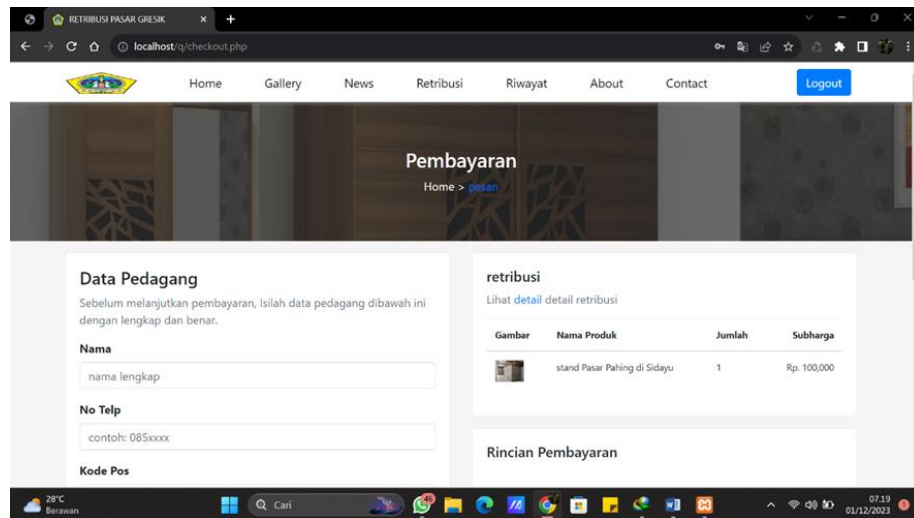 RETRIBUSI PASAR GRESIK
localhost/q/checkout.php
Home Gallery News Retribusi Riwayat About Contact Logout
Pembayaran
Home > pesan
Data Pedagang
Sebelum melanjutkan pembayaran, Isilah data pedagang dibawah ini
dengan lengkap dan benar.
Nama
nama lengkap
No Telp
contoh: 085xxxx
Kode Pos
retribusi
Lihat detail detail retribusi
Gambar Nama Produk Jumlah Subharga
stand Pasar Pahing di Sidayu 1 Rp. 100,000
Rincian Pembayaran
28°C
Berawan
Cari
46
07.19
01/12/2023